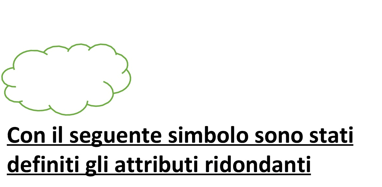 Con il seguente simbolo sono stati
definiti gli attributi ridondanti